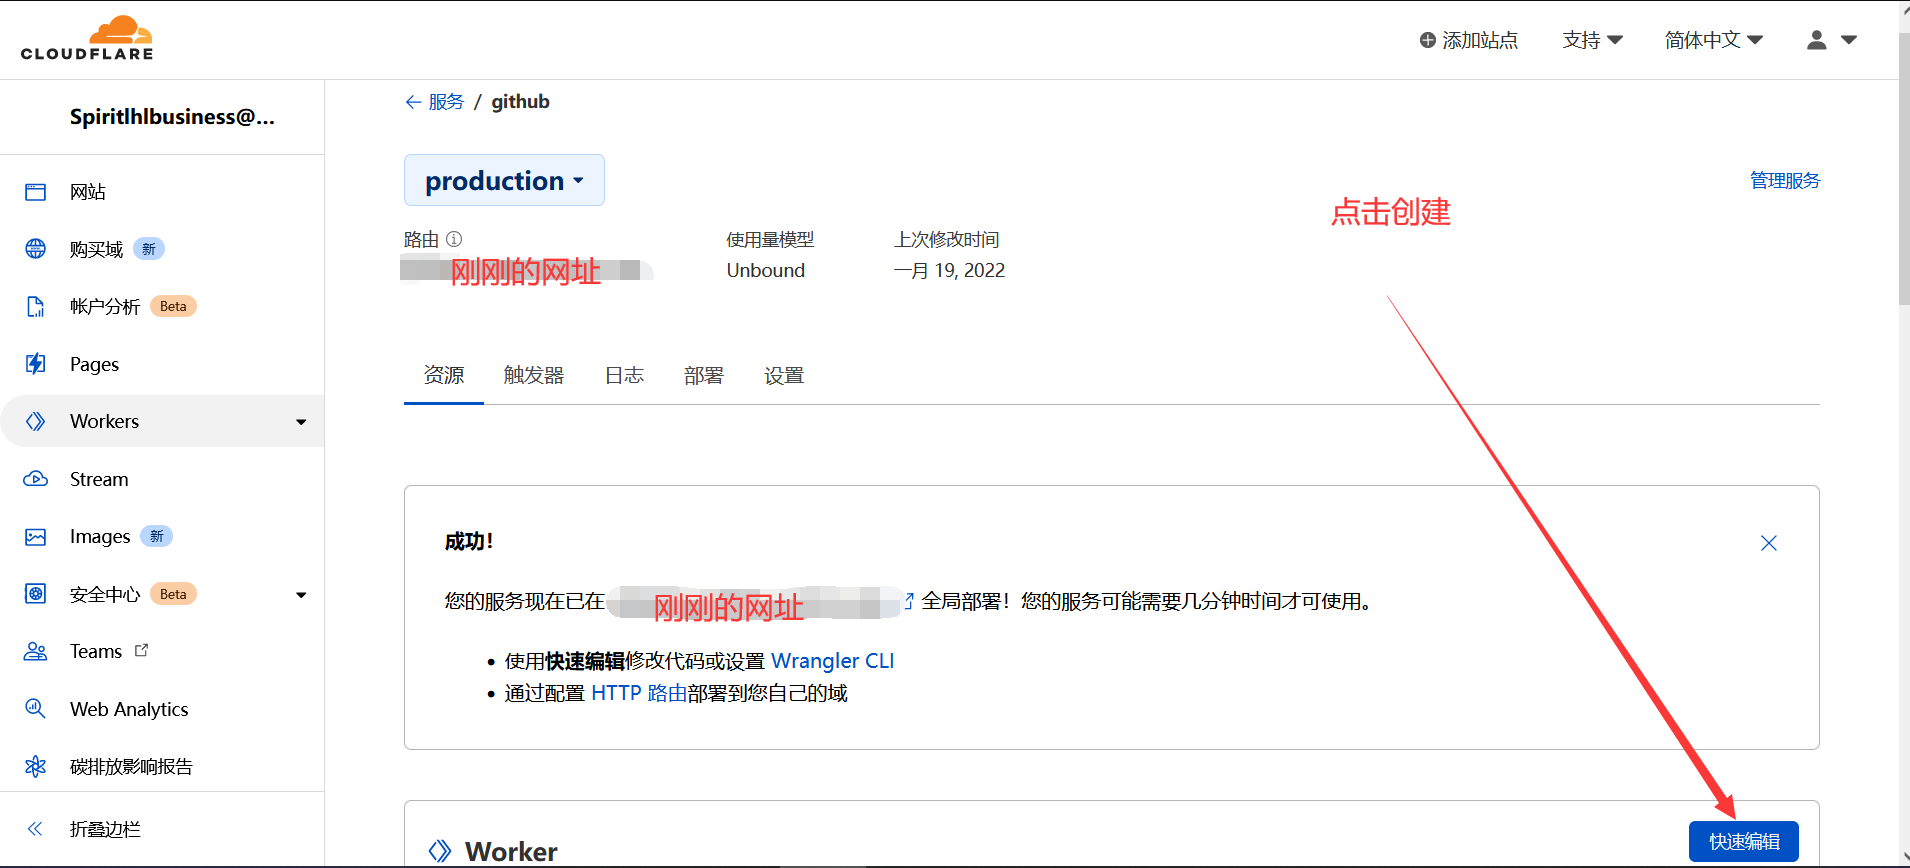 CLOUDFLARE
添加站点
支持
简体中文
Spiritlhlbusiness@...
网站
购买域 新
帐户分析 Beta
Pages
Workers
Stream
Images 新
安全中心 Beta
Teams
Web Analytics
碳排放影响报告
折叠边栏
服务 / github
production
管理服务
点击创建
路由
刚刚的网址
使用量模型
Unbound
上次修改时间
一月 19, 2022
资源 触发器 日志 部署 设置
成功！
您的服务现在已在 刚刚的网址 全局部署！您的服务可能需要几分钟时间才可使用。
使用快速编辑修改代码或设置 Wrangler CLI
通过配置 HTTP 路由部署到您自己的域
Worker
快速编辑